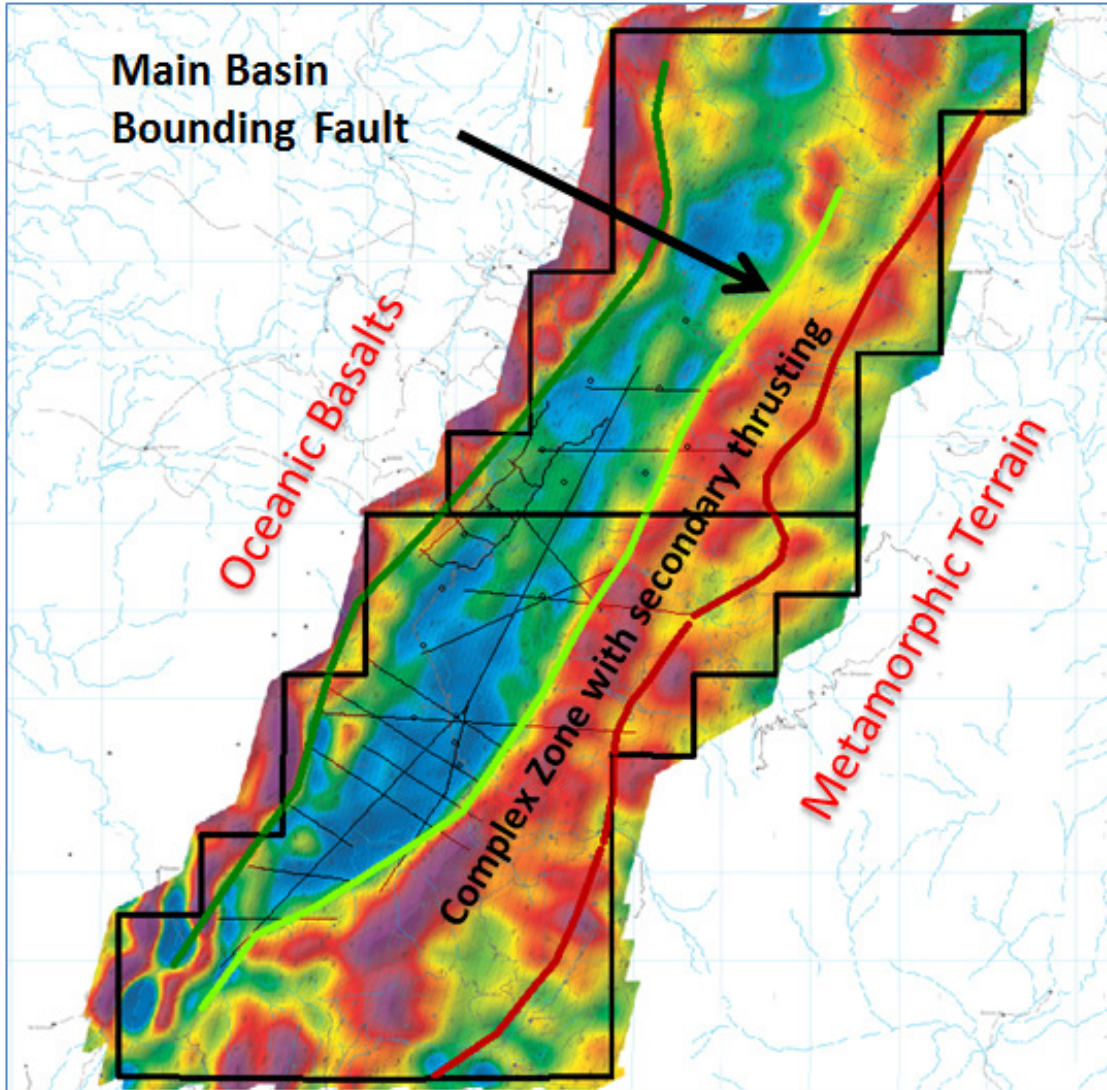 Main Basin
Bounding Fault
Oceanic Basalts
Complex Zone with secondary thrusting
Metamorphic Terrain